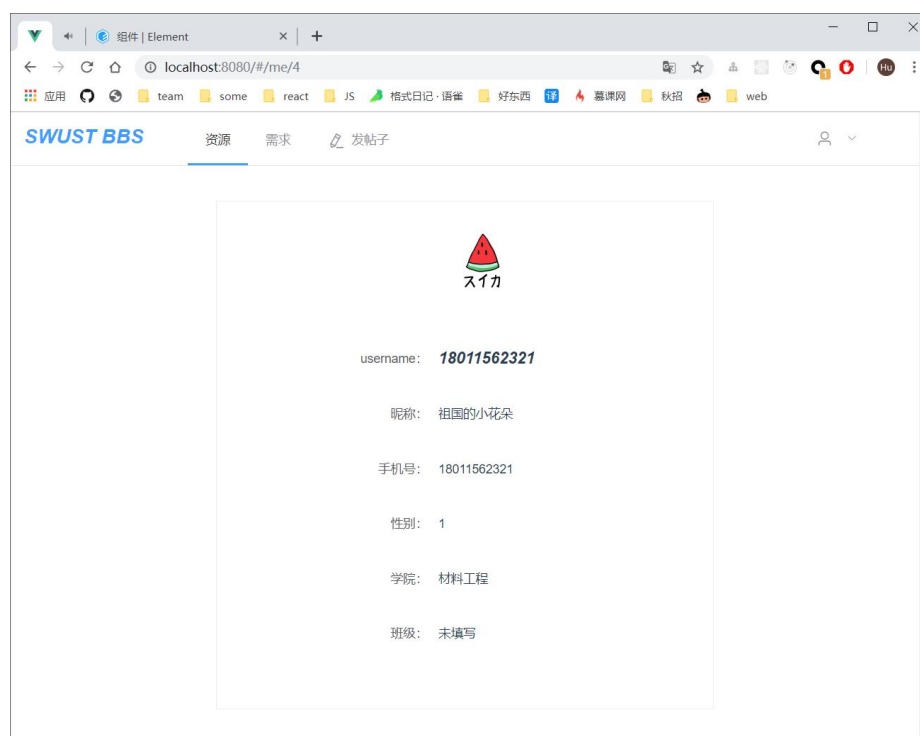 组件 | Element
localhost:8080/#/me/4
Hu
应用 team some react JS 格式日记 · 语雀 好东西 译 慕课网 秋招 web
SWUST BBS 资源 需求 发帖子
スイカ
username: 18011562321
昵称: 祖国的小花朵
手机号: 18011562321
性别: 1
学院: 材料工程
班级: 未填写